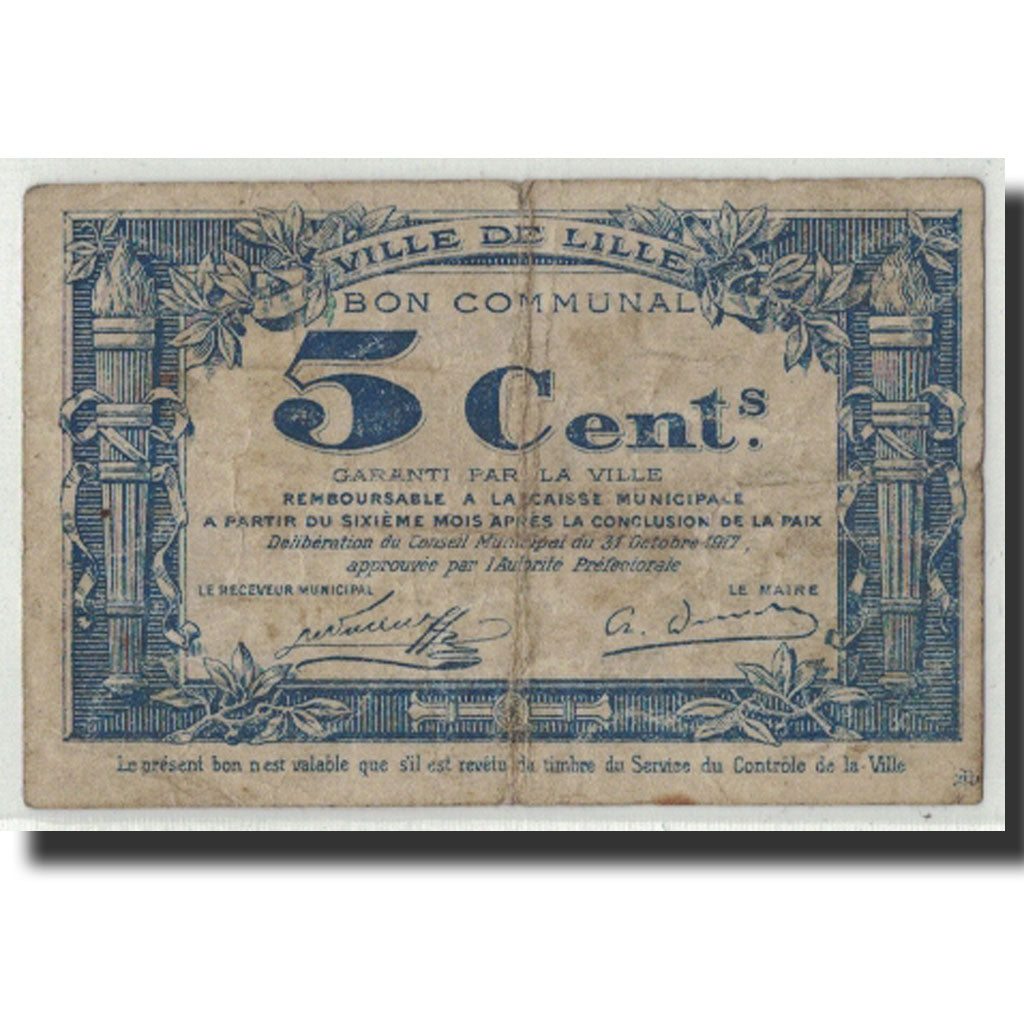 VILLE DE LILLE
BON COMMUNAL
5 Cent.s
GARANTI PAR LA VILLE
REMBOURSABLE A LA CAISSE MUNICIPALE
A PARTIR DU SIXIÈME MOIS APRÈS LA CONCLUSION DE LA PAIX
Délibération du Conseil Municipal du 31 Octobre 1917,
approuvée par l'Autorité Préfectorale
LE RECEVEUR MUNICIPAL LE MAIRE
Le présent bon n'est valable que s'il est revêtu du timbre du Service du Contrôle de la Ville